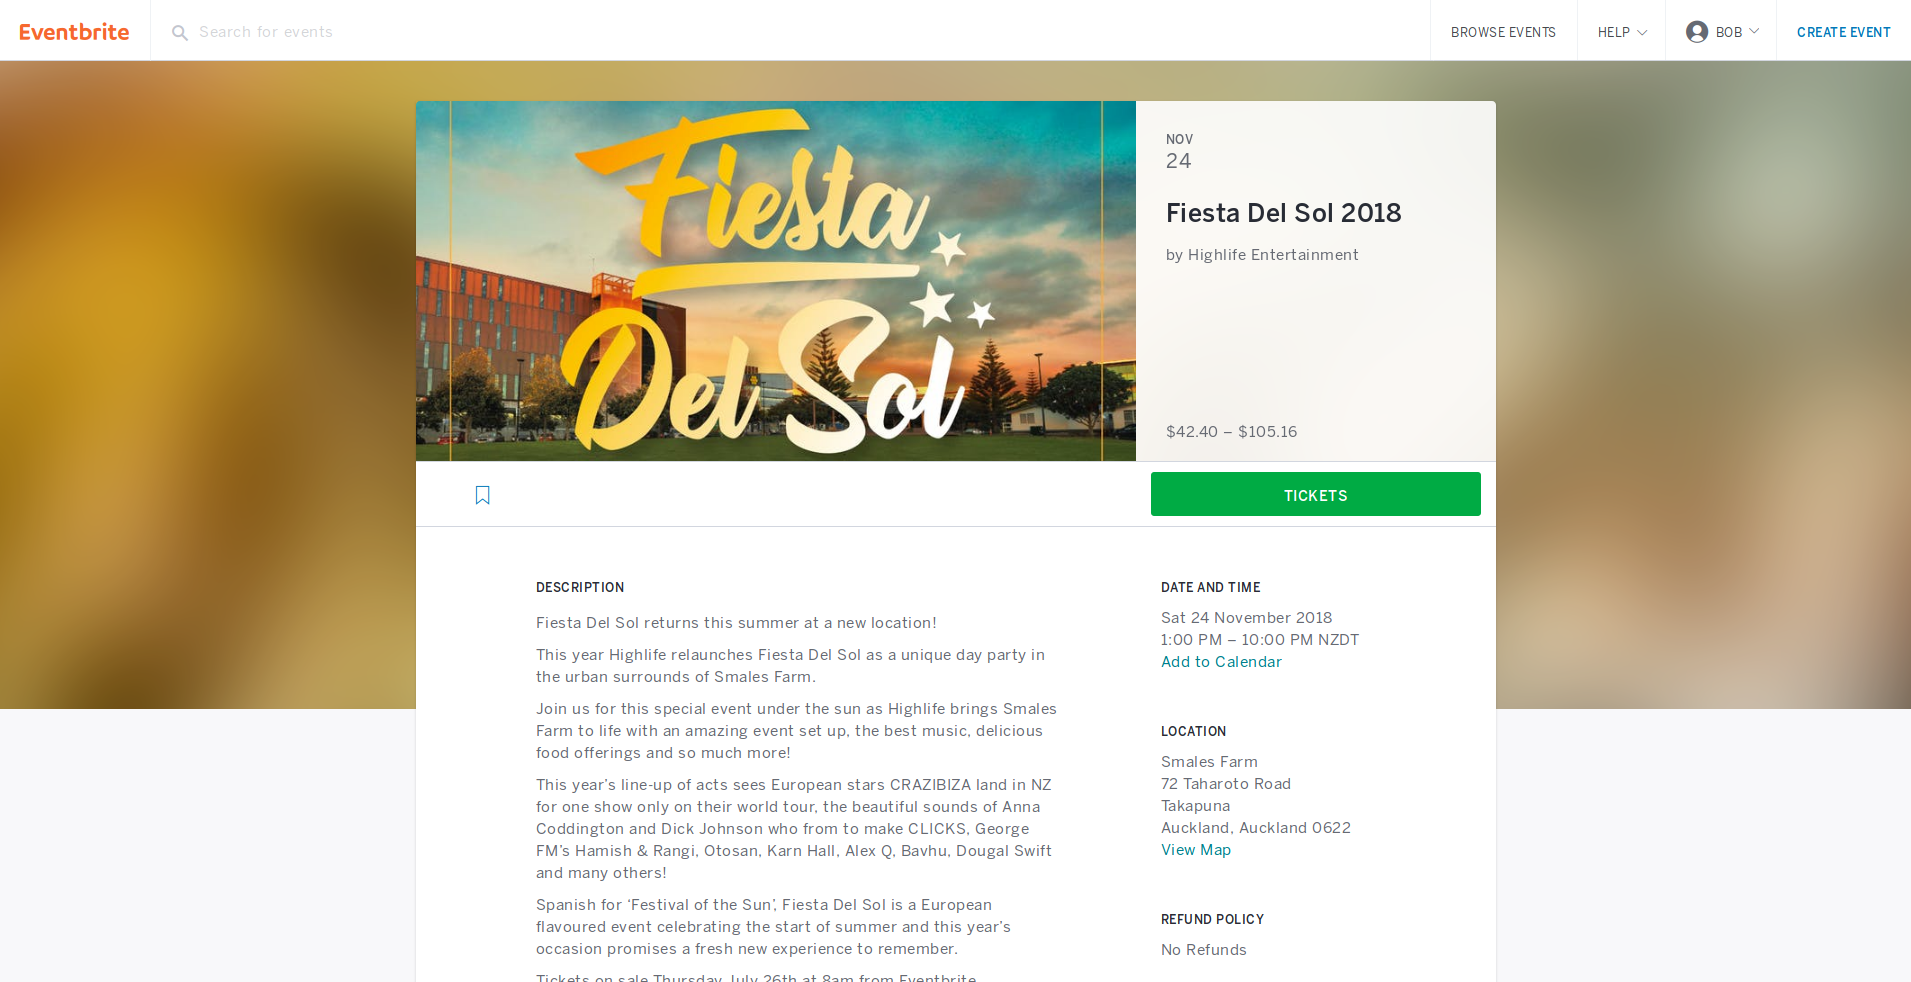 Eventbrite
Search for events
BROWSE EVENTS
HELP
BOB
CREATE EVENT
Fiesta
Del Sol
NOV
24
Fiesta Del Sol 2018
by Highlife Entertainment
$42.40 – $105.16
TICKETS
DESCRIPTION
Fiesta Del Sol returns this summer at a new location!
This year Highlife relaunches Fiesta Del Sol as a unique day party in
the urban surrounds of Smales Farm.
Join us for this special event under the sun as Highlife brings Smales
Farm to life with an amazing event set up, the best music, delicious
food offerings and so much more!
This year’s line-up of acts sees European stars CRAZIBIZA land in NZ
for one show only on their world tour, the beautiful sounds of Anna
Coddington and Dick Johnson who from to make CLICKS, George
FM’s Hamish & Rangi, Otosan, Karn Hall, Alex Q, Bavhu, Dougal Swift
and many others!
Spanish for ‘Festival of the Sun’, Fiesta Del Sol is a European
flavoured event celebrating the start of summer and this year’s
occasion promises a fresh new experience to remember.
Tickets on sale Thursday July 26th at 8am from Eventbrite
DATE AND TIME
Sat 24 November 2018
1:00 PM – 10:00 PM NZDT
Add to Calendar
LOCATION
Smales Farm
72 Taharoto Road
Takapuna
Auckland, Auckland 0622
View Map
REFUND POLICY
No Refunds